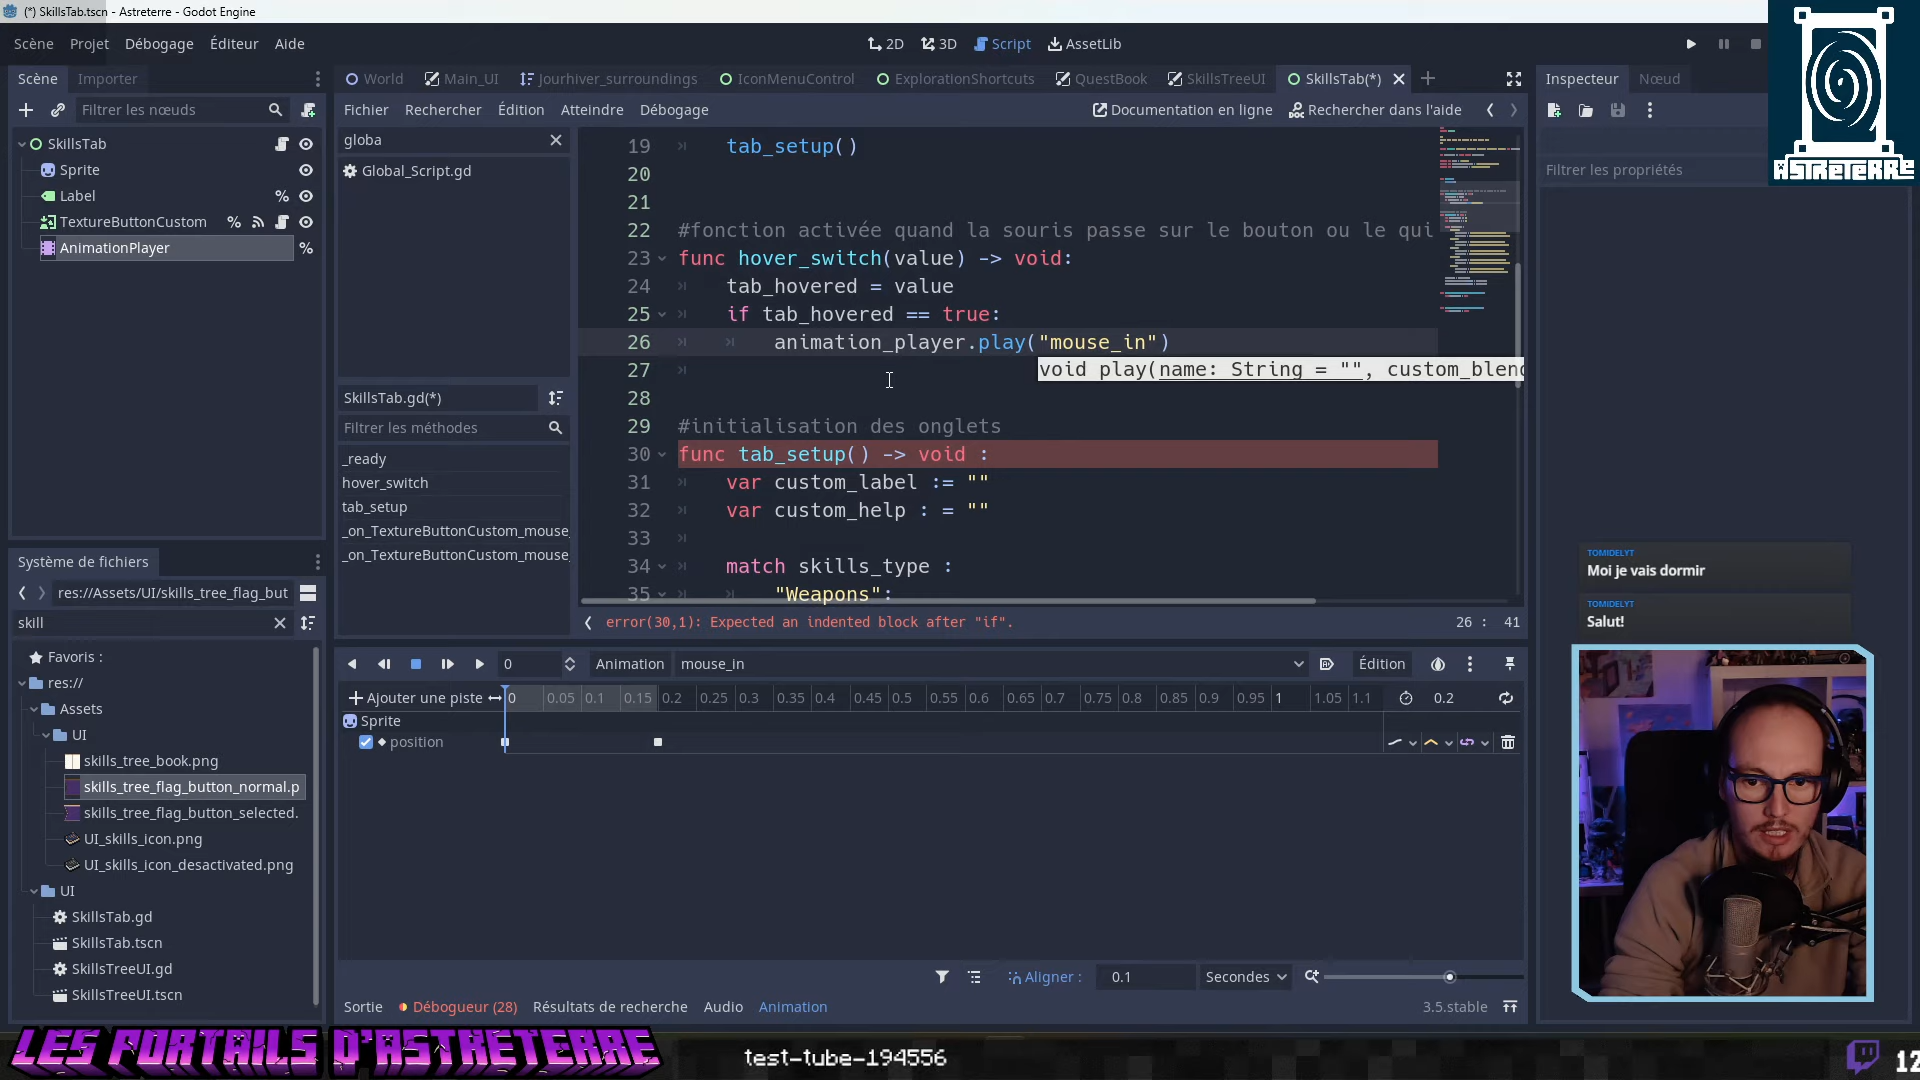 (*) SkillsTab.tscn - Astreterre - Godot Engine
Scène Projet Débogage Éditeur Aide
2D 3D Script AssetLib
ASTRETERRE
Scène Importer
World Main_UI Jourhiver_surroundings IconMenuControl ExplorationShortcuts QuestBook SkillsTreeUI SkillsTab(*)
Inspecteur Nœud
Filtrer les nœuds
Fichier Rechercher Édition Atteindre Débogage
Documentation en ligne Rechercher dans l'aide
SkillsTab
Sprite
Label
TextureButtonCustom
AnimationPlayer
globa
Global_Script.gd
SkillsTab.gd(*)
Filtrer les méthodes
_ready
hover_switch
tab_setup
_on_TextureButtonCustom_mouse_
_on_TextureButtonCustom_mouse_
19 tab_setup()
20
21
22 #fonction activée quand la souris passe sur le bouton ou le qui
23 func hover_switch(value) -> void:
24 tab_hovered = value
25 if tab_hovered == true:
26 animation_player.play("mouse_in")
27
void play(name: String = "", custom_blend
28
29 #initialisation des onglets
30 func tab_setup() -> void :
31 var custom_label := ""
32 var custom_help : = ""
33
34 match skills_type :
35 "Weapons":
error(30,1): Expected an indented block after "if".
26 : 41
Filtrer les propriétés
TOMIDELYT
Moi je vais dormir
TOMIDELYT
Salut!
Système de fichiers
res://Assets/UI/skills_tree_flag_but
skill
Favoris :
res://
Assets
UI
skills_tree_book.png
skills_tree_flag_button_normal.p
skills_tree_flag_button_selected.
UI_skills_icon.png
UI_skills_icon_desactivated.png
UI
SkillsTab.gd
SkillsTab.tscn
SkillsTreeUI.gd
SkillsTreeUI.tscn
0 Animation mouse_in Édition
Ajouter une piste 0 0.05 0.1 0.15 0.2 0.25 0.3 0.35 0.4 0.45 0.5 0.55 0.6 0.65 0.7 0.75 0.8 0.85 0.9 0.95 1 1.05 1.1 0.2
Sprite
position
Aligner : 0.1 Secondes
Sortie Débogueur (28) Résultats de recherche Audio Animation
3.5.stable
LES PORTAILS D'ASTRETERRE
test-tube-194556
12